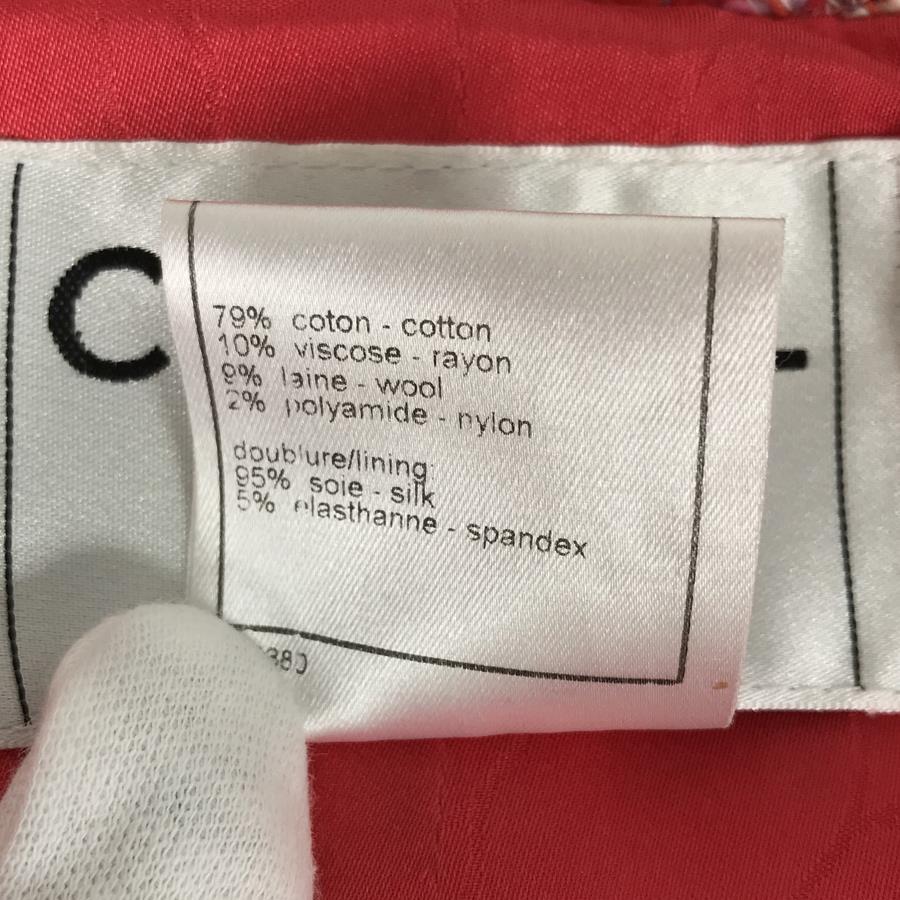 79% coton - cotton
10% viscose - rayon
9% laine - wool
2% polyamide - nylon
doublure/lining:
95% soie - silk
5% elasthanne - spandex